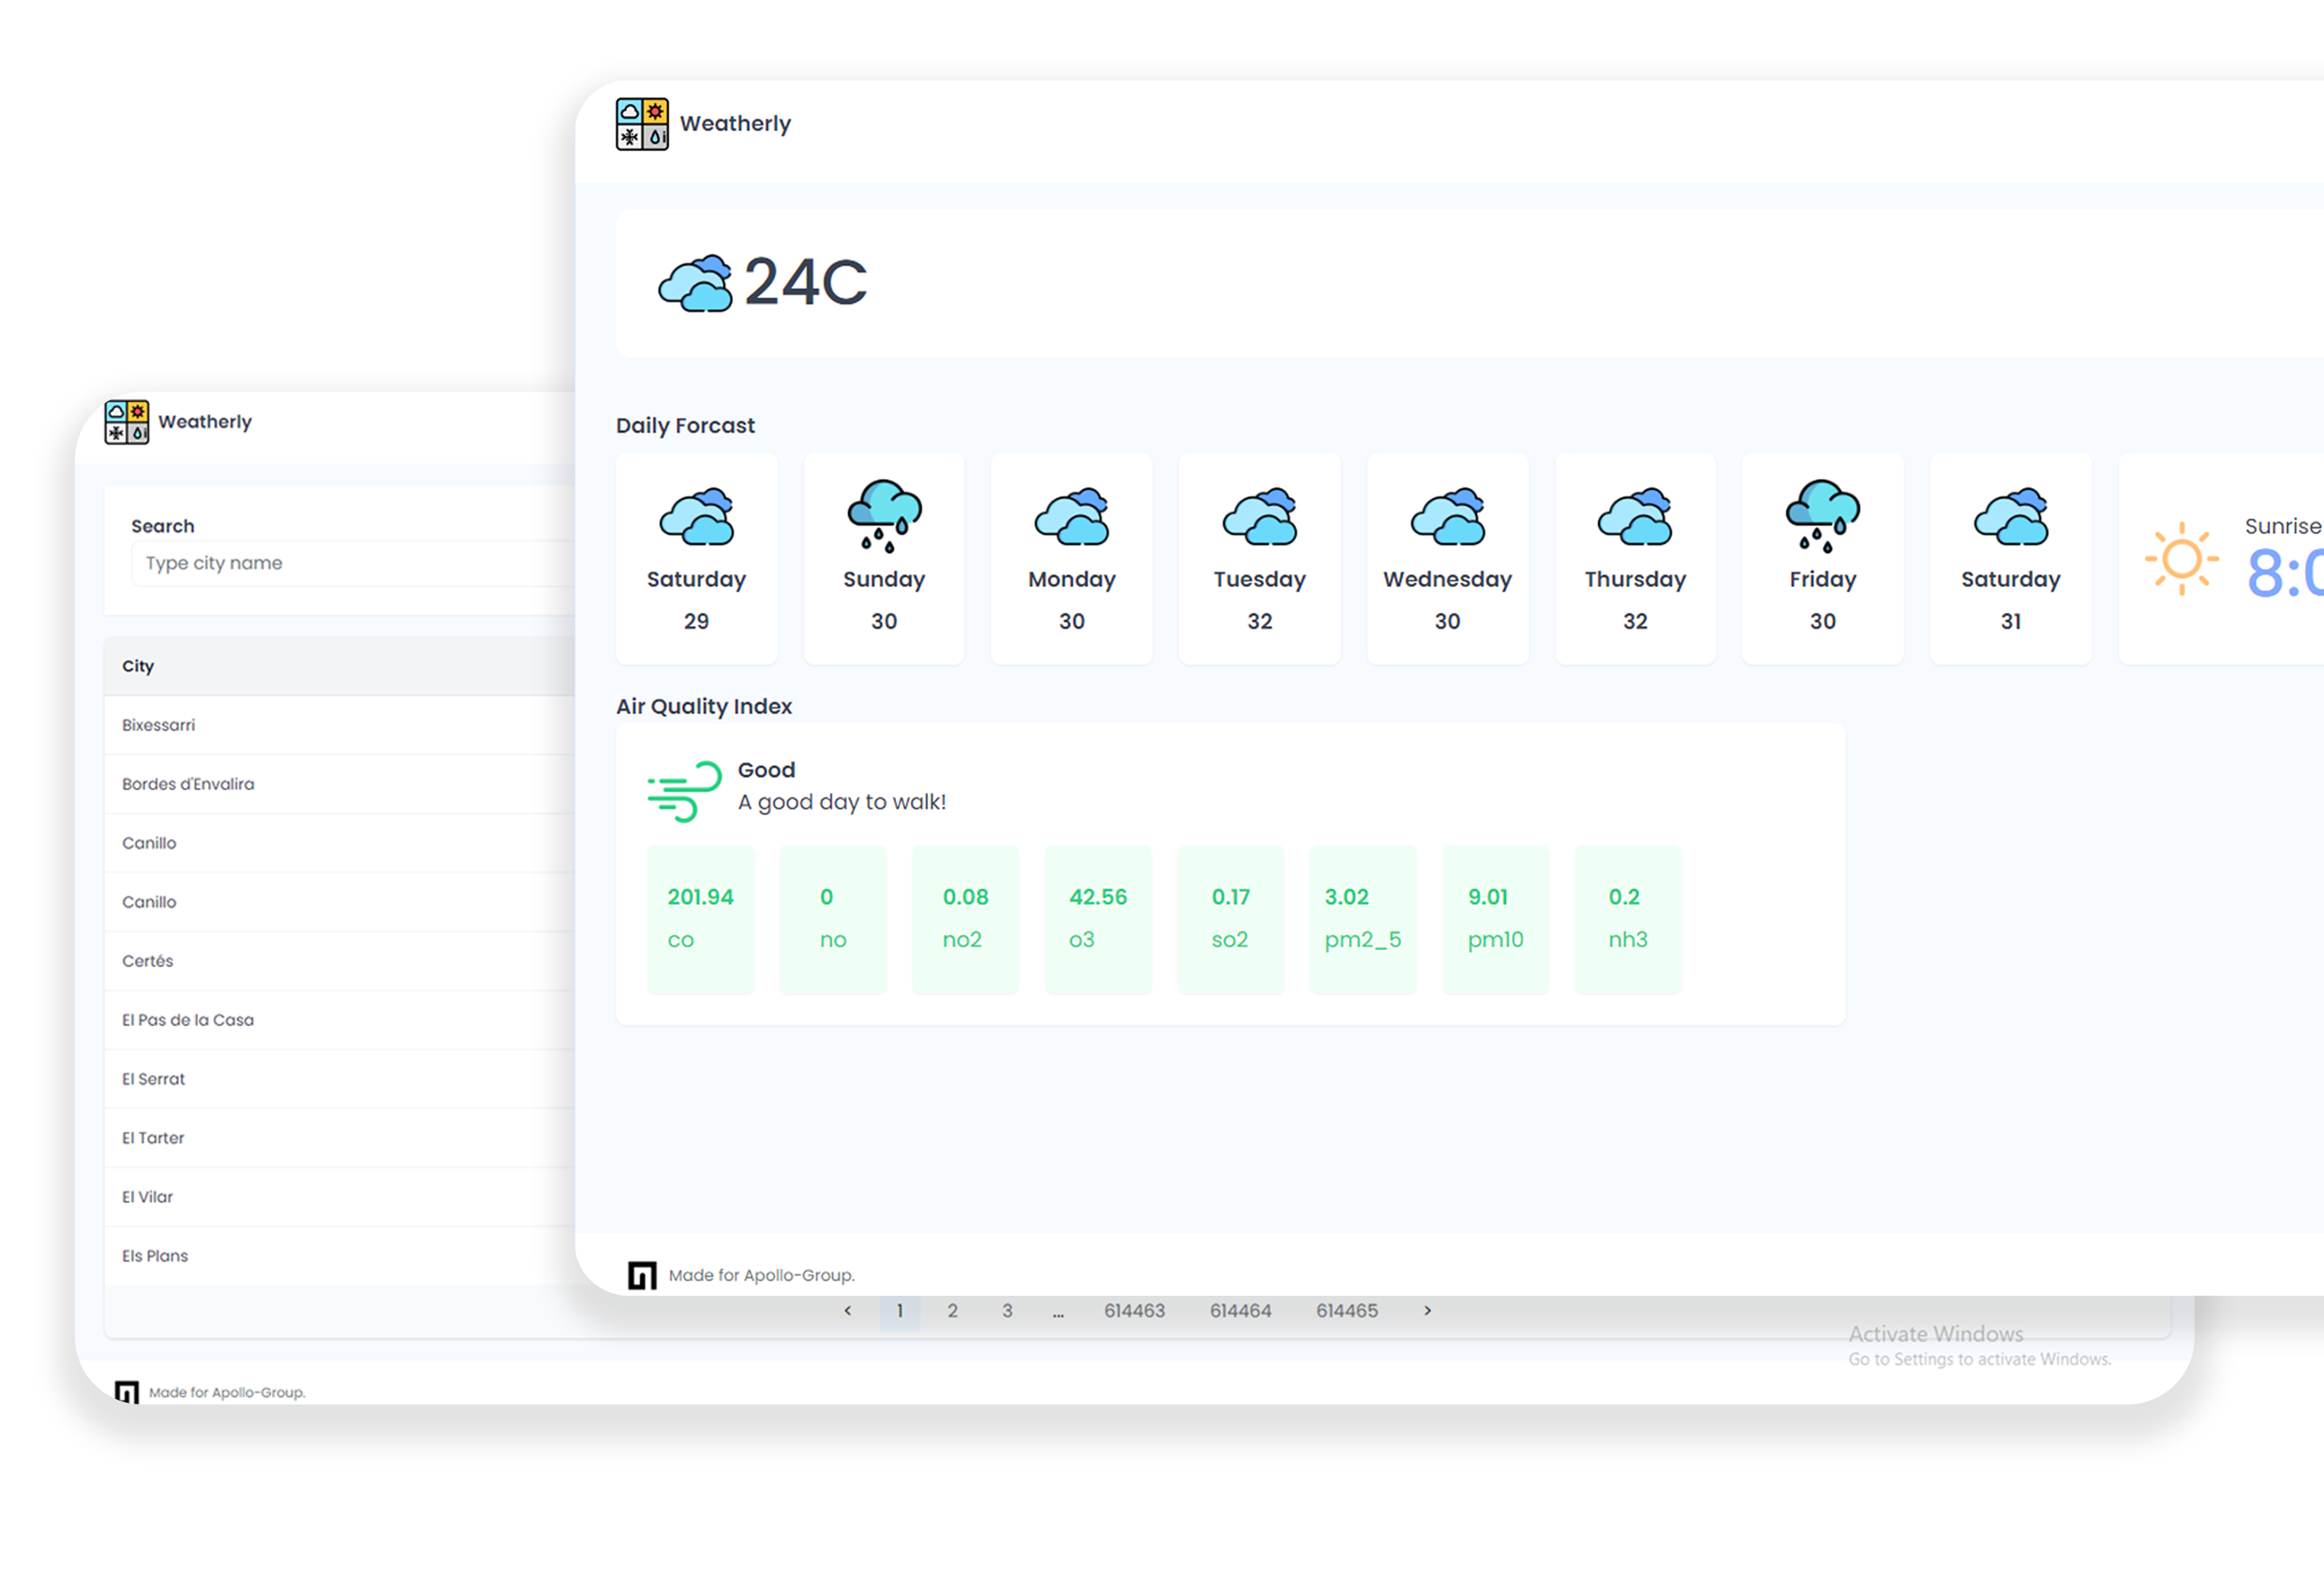 Weatherly
24C
Daily Forcast
Saturday
29
Sunday
30
Monday
30
Tuesday
32
Wednesday
30
Thursday
32
Friday
30
Saturday
31
Sunrise
Air Quality Index
Good
A good day to walk!
201.94
co
0
no
0.08
no2
42.56
o3
0.17
so2
3.02
pm2_5
9.01
pm10
0.2
nh3
Made for Apollo-Group.
Weatherly
Search
Type city name
City
Bixessarri
Bordes d'Envalira
Canillo
Canillo
Certés
El Pas de la Casa
El Serrat
El Tarter
El Vilar
Els Plans
< 1 2 3 ... 614463 614464 614465 >
Activate Windows
Go to Settings to activate Windows.
Made for Apollo-Group.